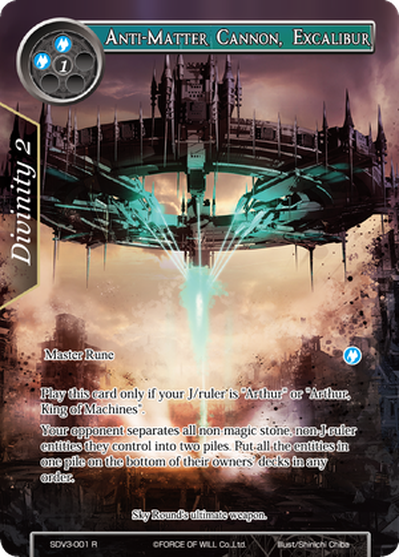 Anti-Matter Cannon, Excalibur
1
Divinity 2
Master Rune
Play this card only if your J/ruler is "Arthur" or "Arthur,
King of Machines".
Your opponent separates all non-magic stone, non-J-ruler
entities they control into two piles. Put all the entities in
one pile on the bottom of their owners' decks in any
order.
Sky Round's ultimate weapon.
SDV3-001 R ©FORCE OF WILL Co.,Ltd. Illust/Shinichi Chiba